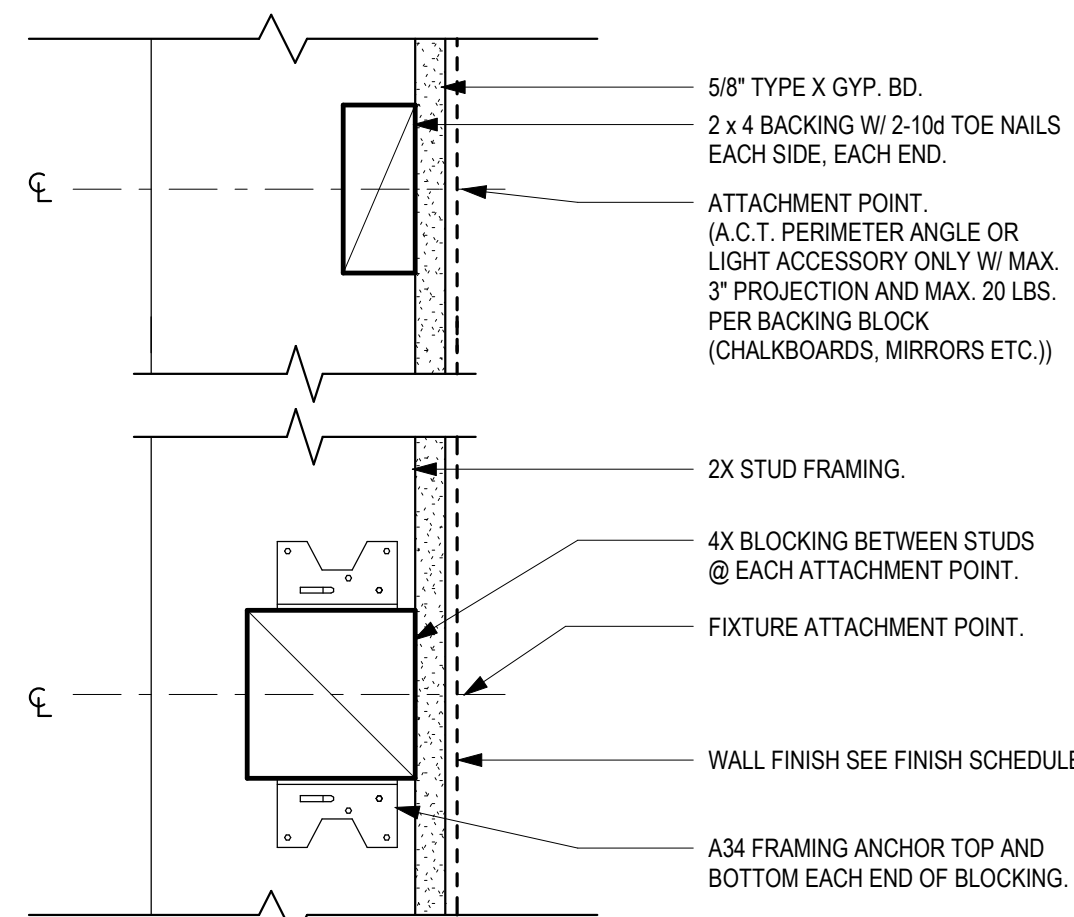 5/8" TYPE X GYP. BD.
2 x 4 BACKING W/ 2-10d TOE NAILS
EACH SIDE, EACH END.
℄
ATTACHMENT POINT.
(A.C.T. PERIMETER ANGLE OR
LIGHT ACCESSORY ONLY W/ MAX.
3" PROJECTION AND MAX. 20 LBS.
PER BACKING BLOCK
(CHALKBOARDS, MIRRORS ETC.))
2X STUD FRAMING.
4X BLOCKING BETWEEN STUDS
@ EACH ATTACHMENT POINT.
FIXTURE ATTACHMENT POINT.
℄
WALL FINISH SEE FINISH SCHEDULE
A34 FRAMING ANCHOR TOP AND
BOTTOM EACH END OF BLOCKING.